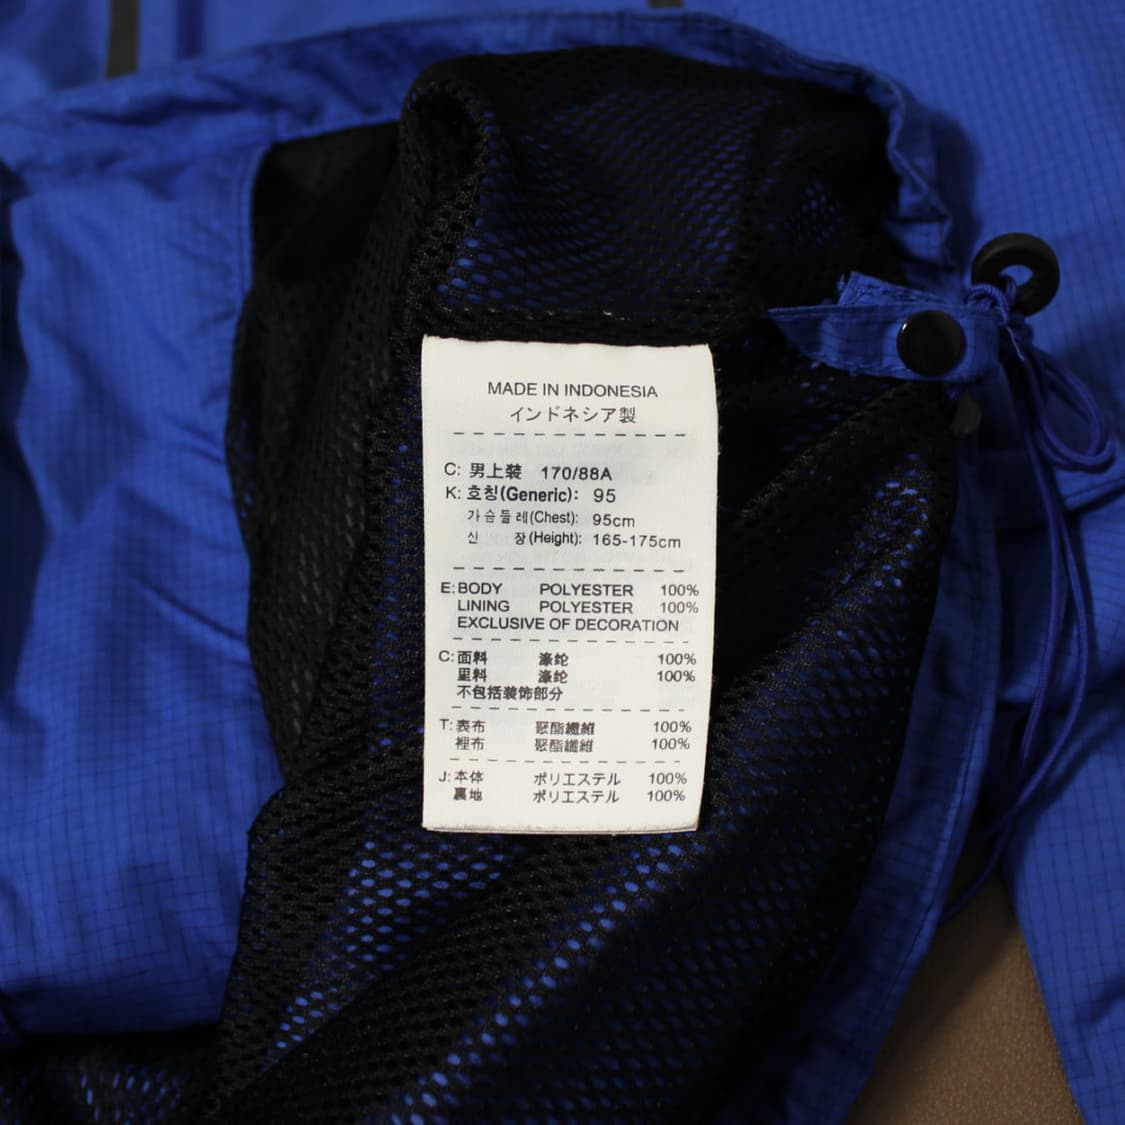 MADE IN INDONESIA
インドネシア製
C: 男上裝 170/88A
K: 호칭(Generic): 95
가슴둘레(Chest): 95cm
신 장(Height): 165-175cm
E: BODY POLYESTER 100%
LINING POLYESTER 100%
EXCLUSIVE OF DECORATION
C: 面料 涤纶 100%
里料 涤纶 100%
不包括装饰部分
T: 表布 聚酯纖維 100%
裡布 聚酯纖維 100%
J: 本体 ポリエステル 100%
裏地 ポリエステル 100%